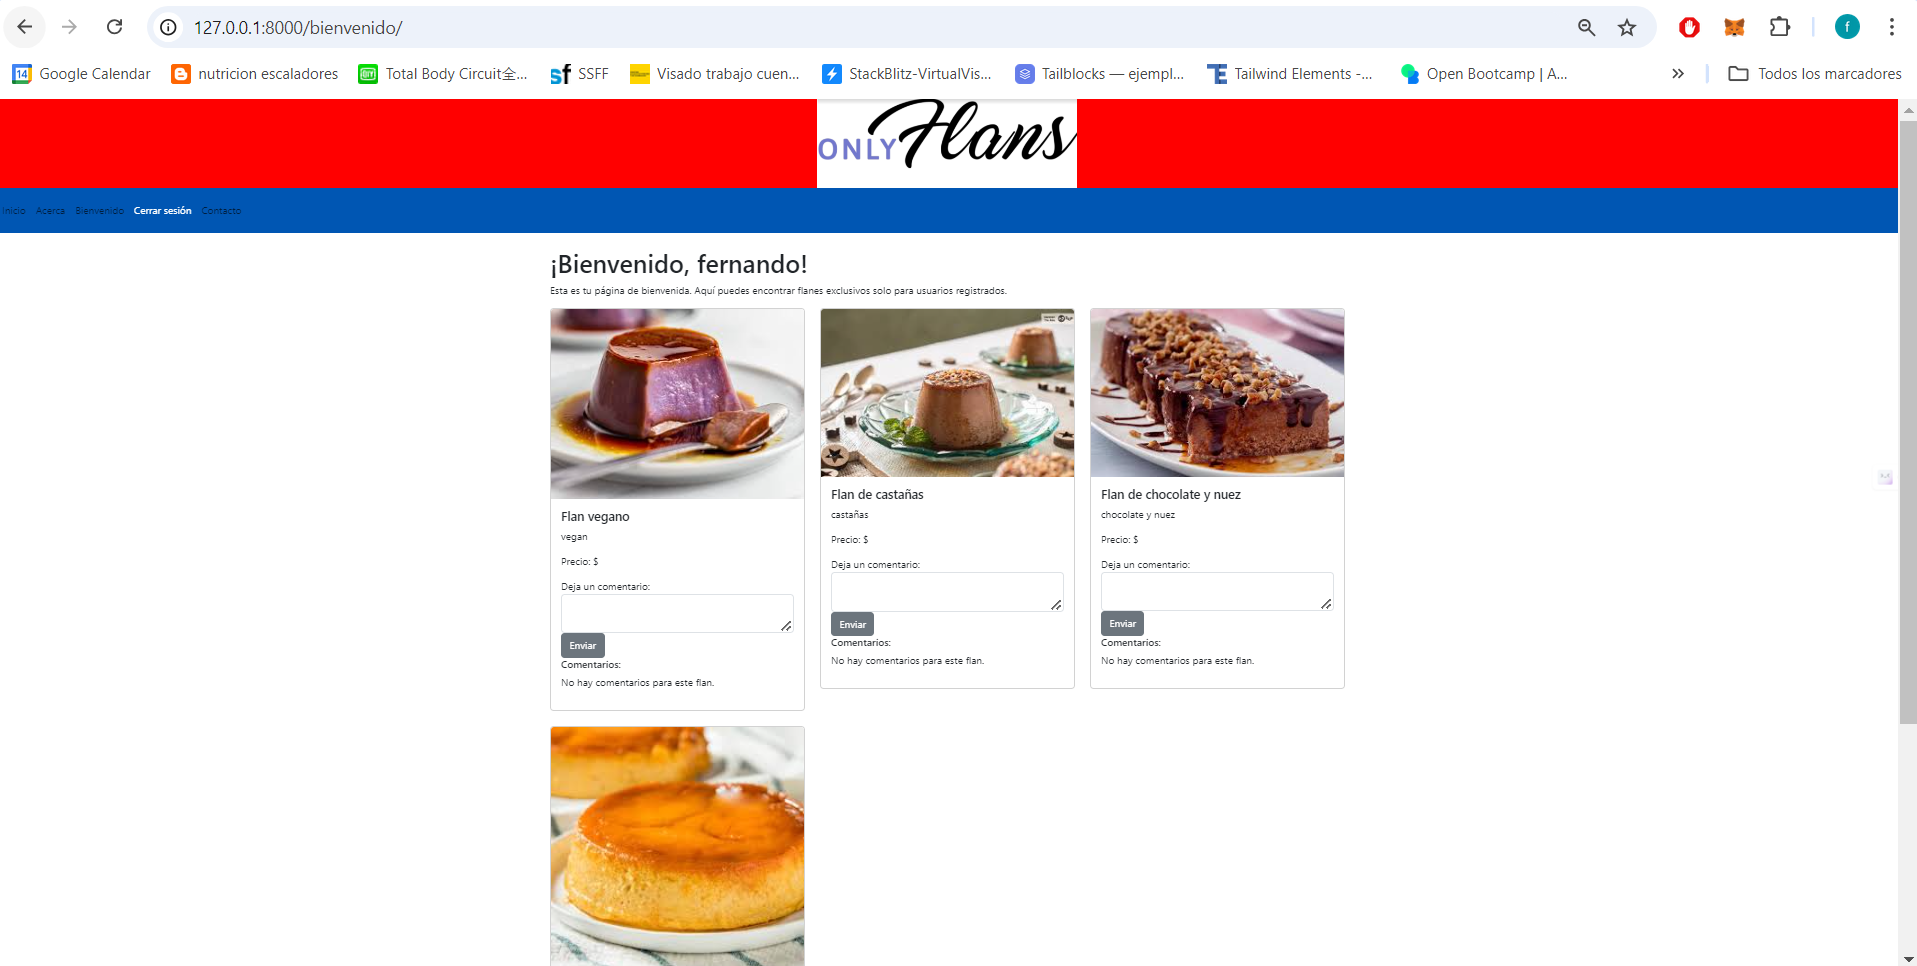 127.0.0.1:8000/bienvenido/
f
14 Google Calendar
nutricion escaladores
DIY Total Body Circuit全...
sf SSFF
Visado trabajo cuen...
StackBlitz-VirtualVis...
Tailblocks — ejempl...
TE Tailwind Elements -...
Open Bootcamp | A...
»
Todos los marcadores
ONLY Flans
Inicio Acerca Bienvenido Cerrar sesión Contacto
¡Bienvenido, fernando!
Esta es tu página de bienvenida. Aquí puedes encontrar flanes exclusivos solo para usuarios registrados.
Flan vegano
vegan
Precio: $
Deja un comentario:
Enviar
Comentarios:
No hay comentarios para este flan.
Flan de castañas
castañas
Precio: $
Deja un comentario:
Enviar
Comentarios:
No hay comentarios para este flan.
Flan de chocolate y nuez
chocolate y nuez
Precio: $
Deja un comentario:
Enviar
Comentarios:
No hay comentarios para este flan.